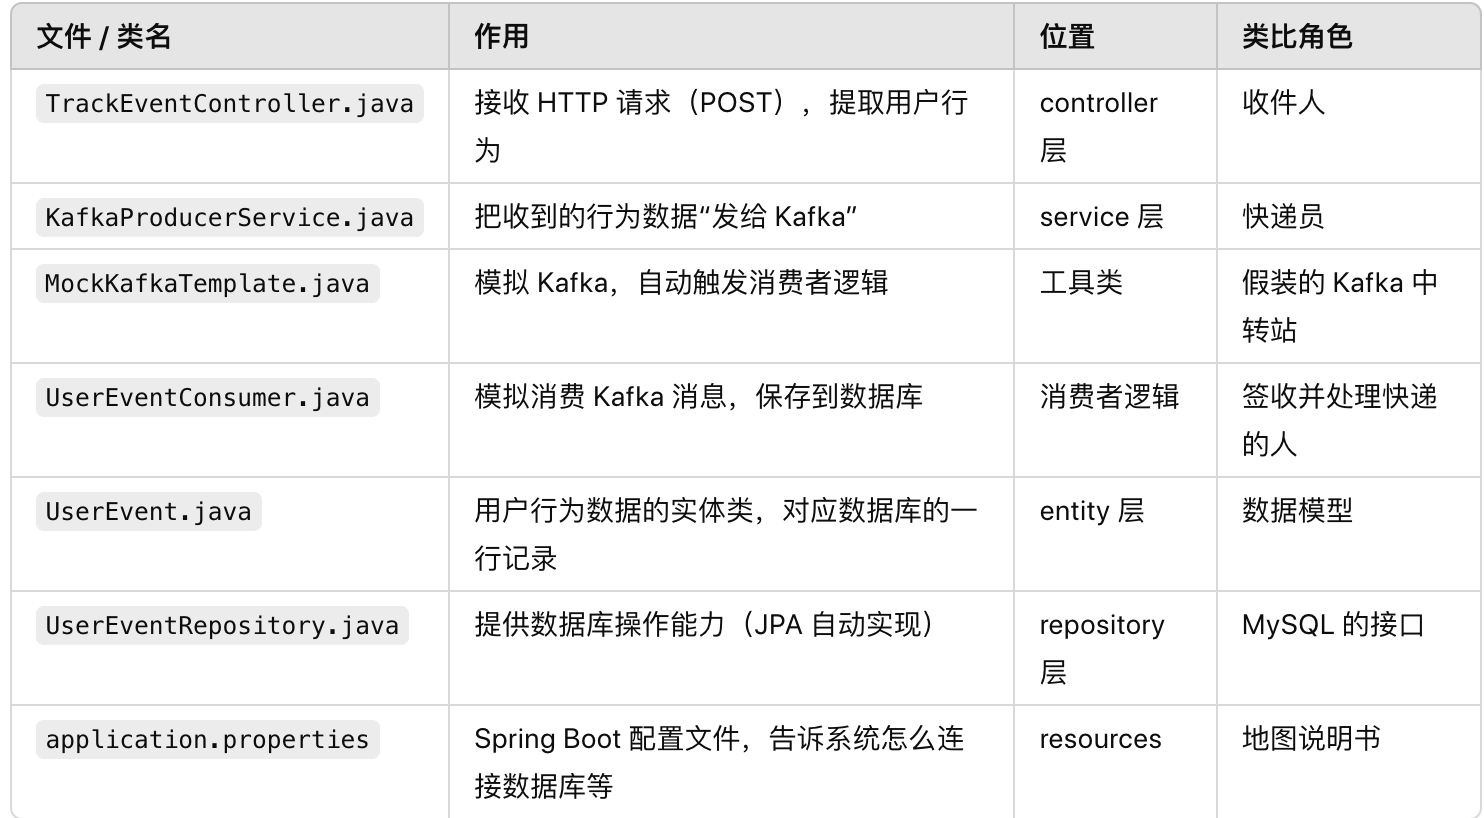 文件 / 类名 作用 位置 类比角色
TrackEventController.java 接收 HTTP 请求（POST），提取用户行 controller 收件人
为 层
KafkaProducerService.java 把收到的行为数据“发给 Kafka” service 层 快递员
MockKafkaTemplate.java 模拟 Kafka，自动触发消费者逻辑 工具类 假装的 Kafka 中
转站
UserEventConsumer.java 模拟消费 Kafka 消息，保存到数据库 消费者逻辑 签收并处理快递
的人
UserEvent.java 用户行为数据的实体类，对应数据库的一 entity 层 数据模型
行记录
UserEventRepository.java 提供数据库操作能力（JPA 自动实现） repository MySQL 的接口
层
application.properties Spring Boot 配置文件，告诉系统怎么连 resources 地图说明书
接数据库等